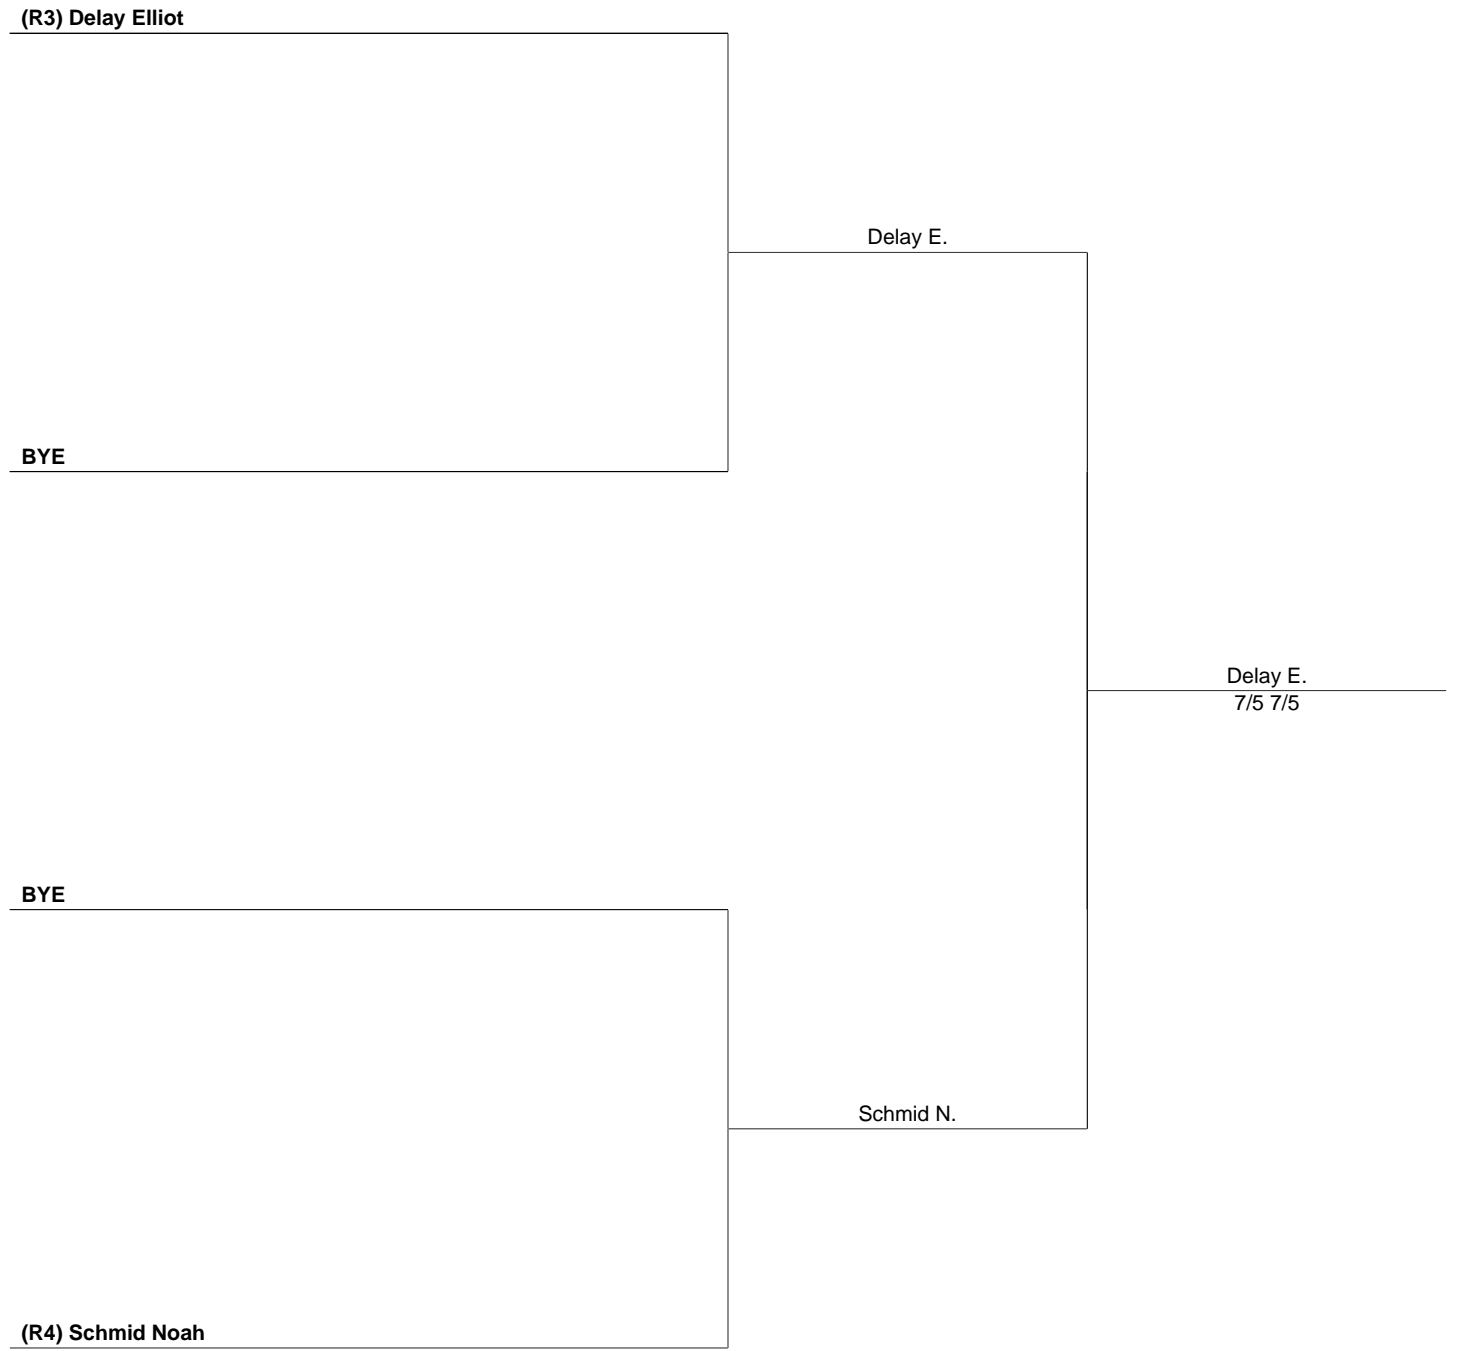 (R3) Delay Elliot
Delay E.
BYE
Delay E.
7/5 7/5
BYE
Schmid N.
(R4) Schmid Noah